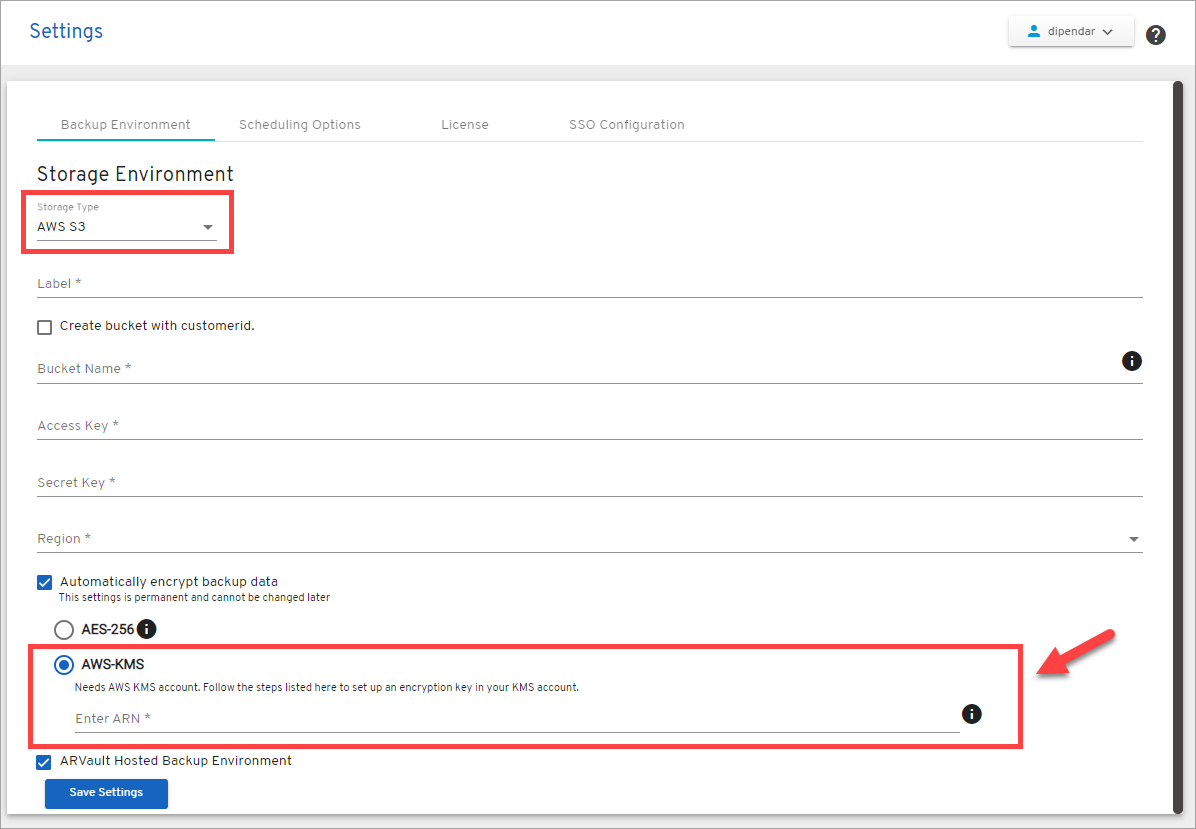 Settings
dipendar
?
Backup Environment Scheduling Options License SSO Configuration
Storage Environment
Storage Type
AWS S3
Label *
Create bucket with customerid.
Bucket Name *
i
Access Key *
Secret Key *
Region *
Automatically encrypt backup data
This settings is permanent and cannot be changed later
AES-256 i
AWS-KMS
Needs AWS KMS account. Follow the steps listed here to set up an encryption key in your KMS account.
Enter ARN *
i
ARVault Hosted Backup Environment
Save Settings